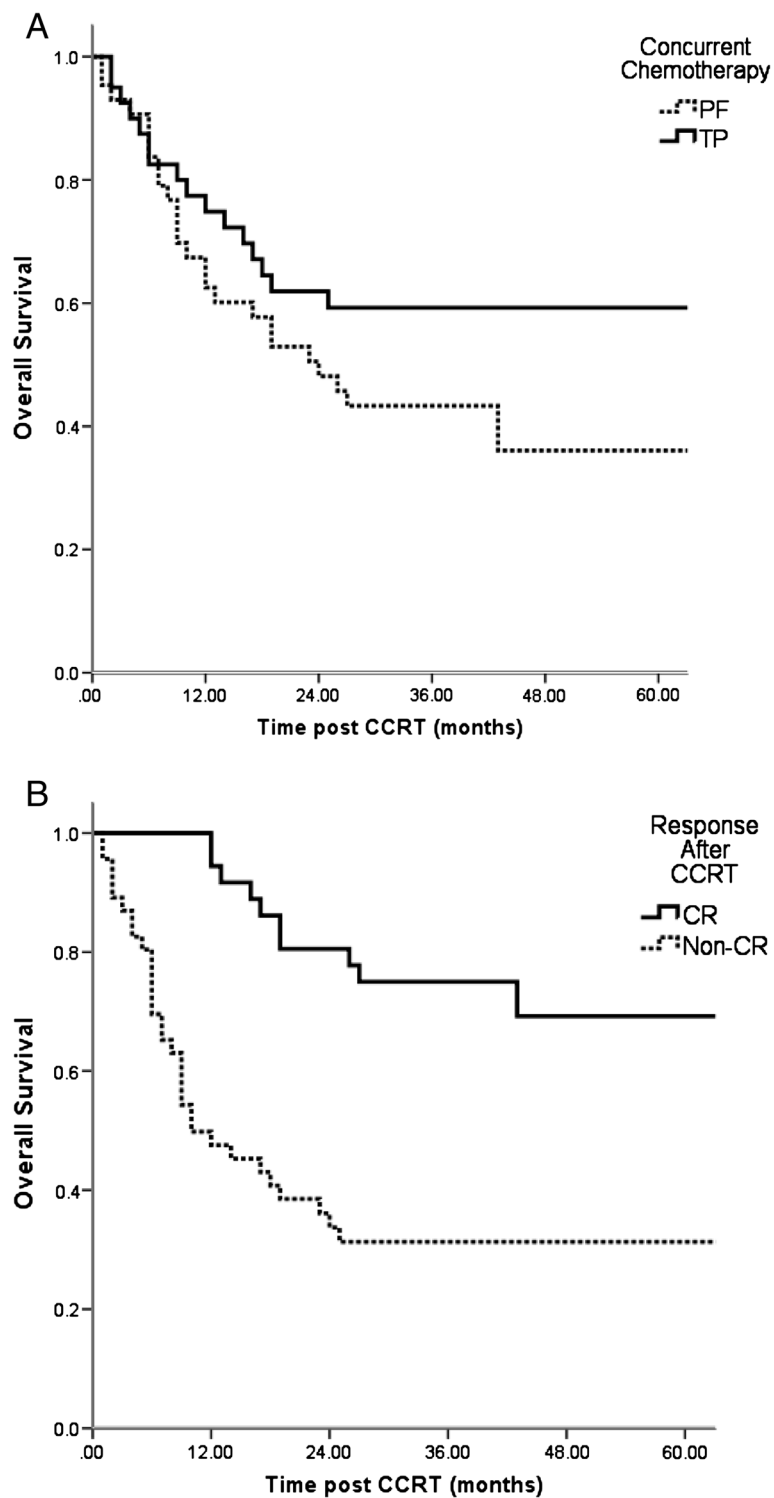 A
Concurrent
Chemotherapy
PF
TP
1.0
0.8
0.6
0.4
0.2
0.0
Overall Survival
.00 12.00 24.00 36.00 48.00 60.00
Time post CCRT (months)
B
Response
After
CCRT
CR
Non-CR
1.0
0.8
0.6
0.4
0.2
0.0
Overall Survival
.00 12.00 24.00 36.00 48.00 60.00
Time post CCRT (months)